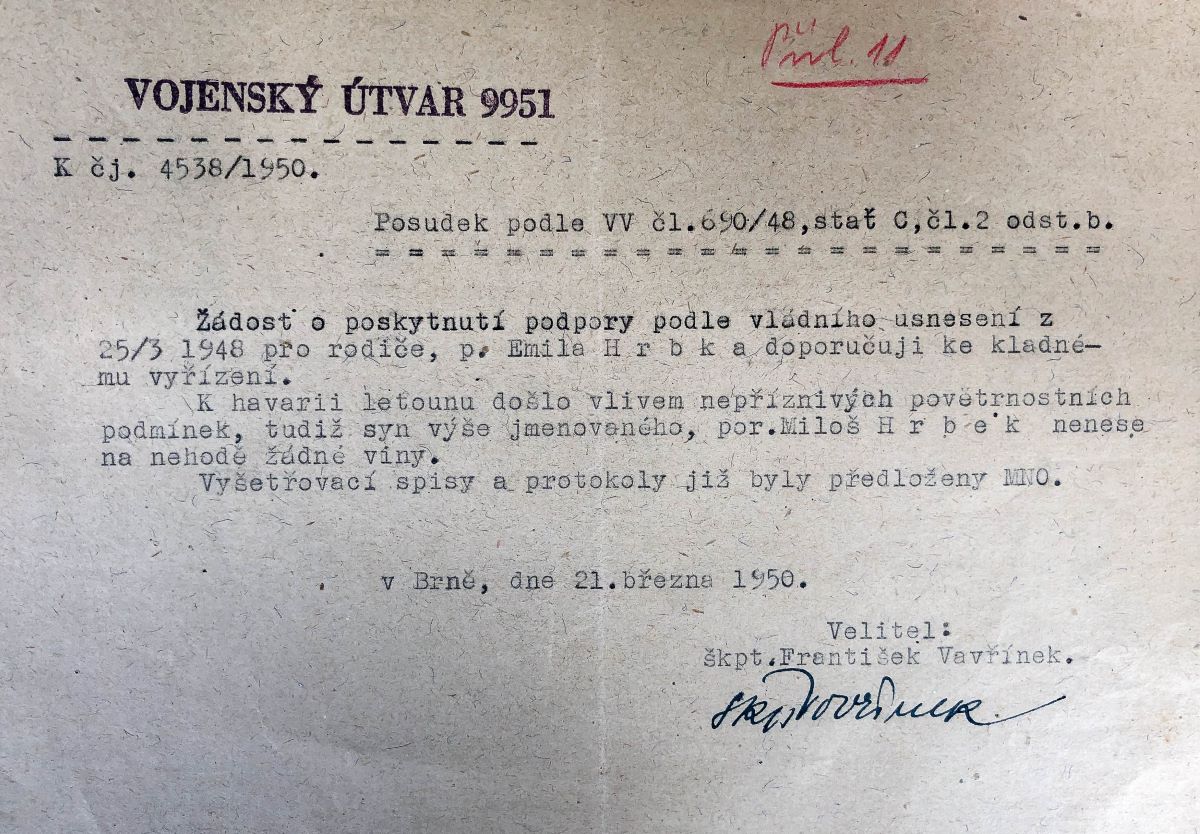 Příl. 11
VOJENSKÝ ÚTVAR 9951
K čj. 4538/1950.
Posudek podle VV čl.690/48,stať C,čl.2 odst.b.
Žádost o poskytnutí podpory podle vládního usnesení z
25/3 1948 pro rodiče, p. Emila H r b k a doporučuji ke kladné-
mu vyřízení.
K havarii letounu došlo vlivem nepříznivých povětrnostních
podmínek, tudiž syn výše jmenovaného, por.Miloš H r b e k nenese
na nehodě žádné viny.
Vyšetřovací spisy a protokoly již byly předloženy MNO.
v Brně, dne 21.března 1950.
Velitel:
škpt.František Vavřínek.
škpt Vavřínek